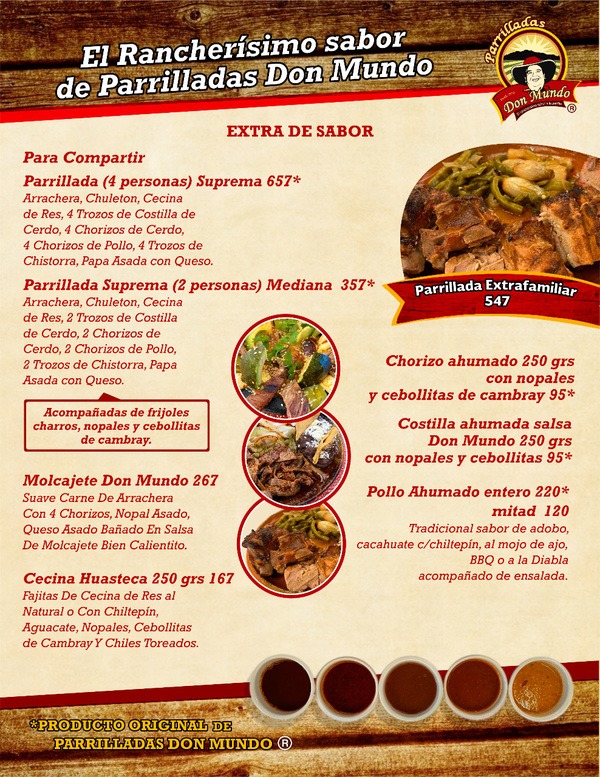 El Rancherísimo sabor
de Parrilladas Don Mundo
Parrilladas
Don Mundo
®
EXTRA DE SABOR
Para Compartir
Parrillada (4 personas) Suprema 657*
Arrachera, Chuleton, Cecina
de Res, 4 Trozos de Costilla de
Cerdo, 4 Chorizos de Cerdo,
4 Chorizos de Pollo, 4 Trozos de
Chistorra, Papa Asada con Queso.
Parrillada Suprema (2 personas) Mediana 357*
Arrachera, Chuleton, Cecina
de Res, 2 Trozos de Costilla
de Cerdo, 2 Chorizos de
Cerdo, 2 Chorizos de Pollo,
2 Trozos de Chistorra, Papa
Asada con Queso.
Acompañadas de frijoles
charros, nopales y cebollitas
de cambray.
Molcajete Don Mundo 267
Suave Carne De Arrachera
Con 4 Chorizos, Nopal Asado,
Queso Asado Bañado En Salsa
De Molcajete Bien Calientito.
Cecina Huasteca 250 grs 167
Fajitas De Cecina de Res al
Natural o Con Chiltepín,
Aguacate, Nopales, Cebollitas
de Cambray Y Chiles Toreados.
Parrillada Extrafamiliar
547
Chorizo ahumado 250 grs
con nopales
y cebollitas de cambray 95*
Costilla ahumada salsa
Don Mundo 250 grs
con nopales y cebollitas 95*
Pollo Ahumado entero 220*
mitad 120
Tradicional sabor de adobo,
cacahuate c/chiltepín, al mojo de ajo,
BBQ o a la Diabla
acompañado de ensalada.
*PRODUCTO ORIGINAL DE
PARRILLADAS DON MUNDO ®